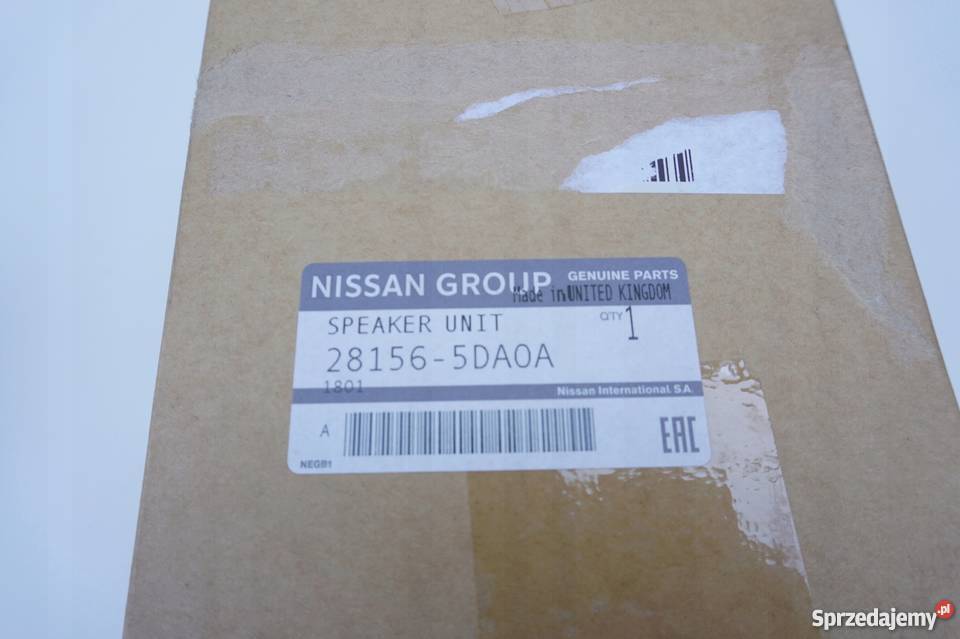 NISSAN GROUP GENUINE PARTS
Made in UNITED KINGDOM
SPEAKER UNIT QTY 1
28156-5DA0A
1801 Nissan International S.A.
A EAC
NEGB1
Sprzedajemy.pl